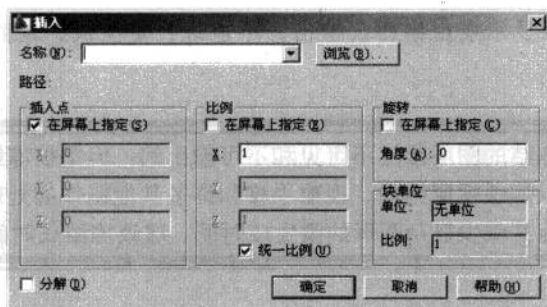 插入
名称(N): 浏览(B)...
路径:
插入点 比例 旋转
在屏幕上指定(S) 在屏幕上指定(E) 在屏幕上指定(C)
X: 0 X: 1 角度(A): 0
Y: 0 Y: 1 块单位
单位: 无单位
Z: 0 Z: 1 比例: 1
统一比例(U)
分解(D) 确定 取消 帮助(H)